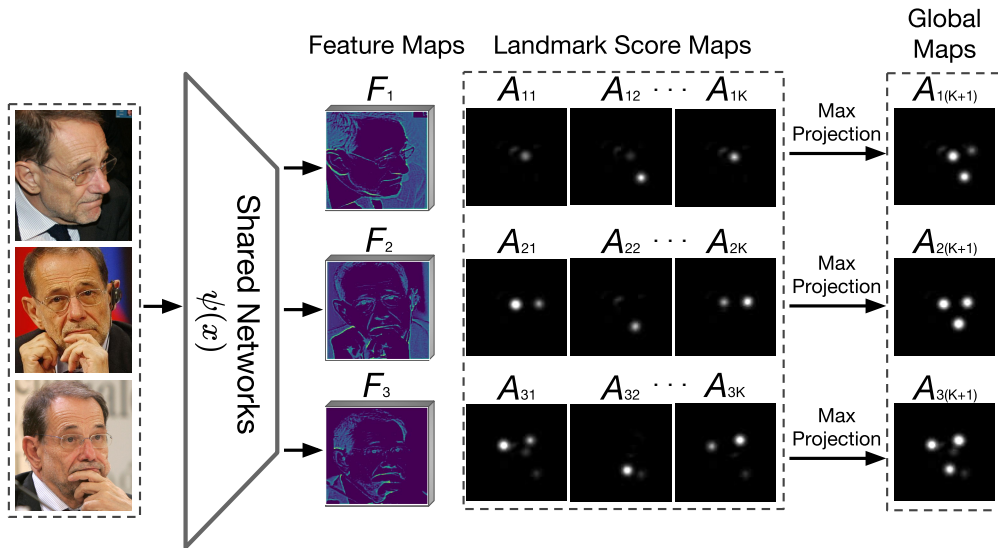 Feature Maps
Landmark Score Maps
Global
Maps
F1
A11
A12
···
A1K
Max
Projection
A1(K+1)
Shared Networks
ψ(x)
F2
A21
A22
···
A2K
Max
Projection
A2(K+1)
F3
A31
A32
···
A3K
Max
Projection
A3(K+1)